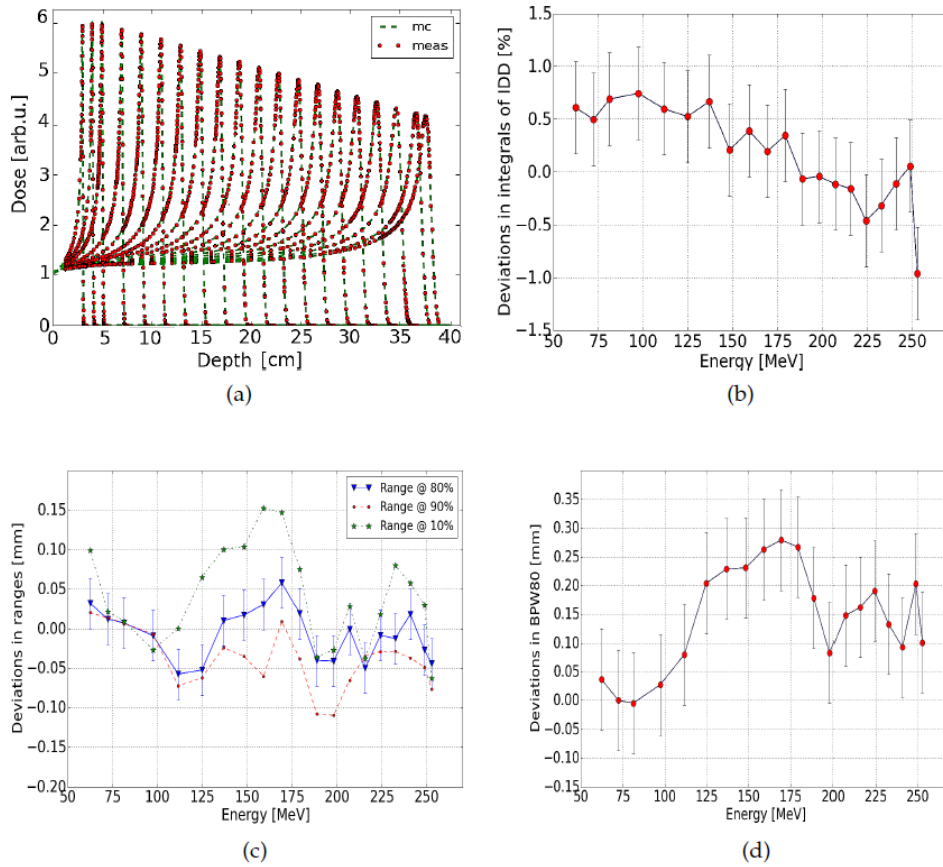 6
5
4
3
2
1
0
Dose [arb.u.]
mc
meas
0 5 10 15 20 25 30 35 40
Depth [cm]
(a)
1.5
1.0
0.5
0.0
−0.5
−1.0
−1.5
Deviations in integrals of IDD [%]
50 75 100 125 150 175 200 225 250
Energy [MeV]
(b)
0.15
0.10
0.05
0.00
−0.05
−0.10
−0.15
−0.20
Deviations in ranges [mm]
Range @ 80%
Range @ 90%
Range @ 10%
50 75 100 125 150 175 200 225 250
Energy [MeV]
(c)
0.35
0.30
0.25
0.20
0.15
0.10
0.05
0.00
−0.05
−0.10
−0.15
Deviations in BPW80 [mm]
50 75 100 125 150 175 200 225 250
Energy [MeV]
(d)